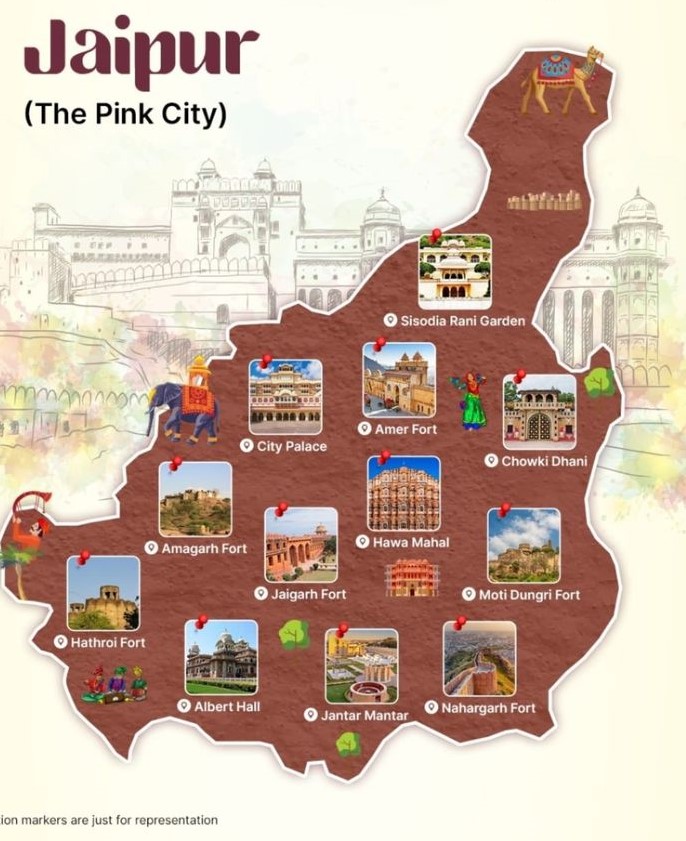 Jaipur
(The Pink City)
Sisodia Rani Garden
City Palace
Amer Fort
Chowki Dhani
Amagarh Fort
Hawa Mahal
Jaigarh Fort
Moti Dungri Fort
Hathroi Fort
Albert Hall
Jantar Mantar
Nahargarh Fort
markers are just for representation